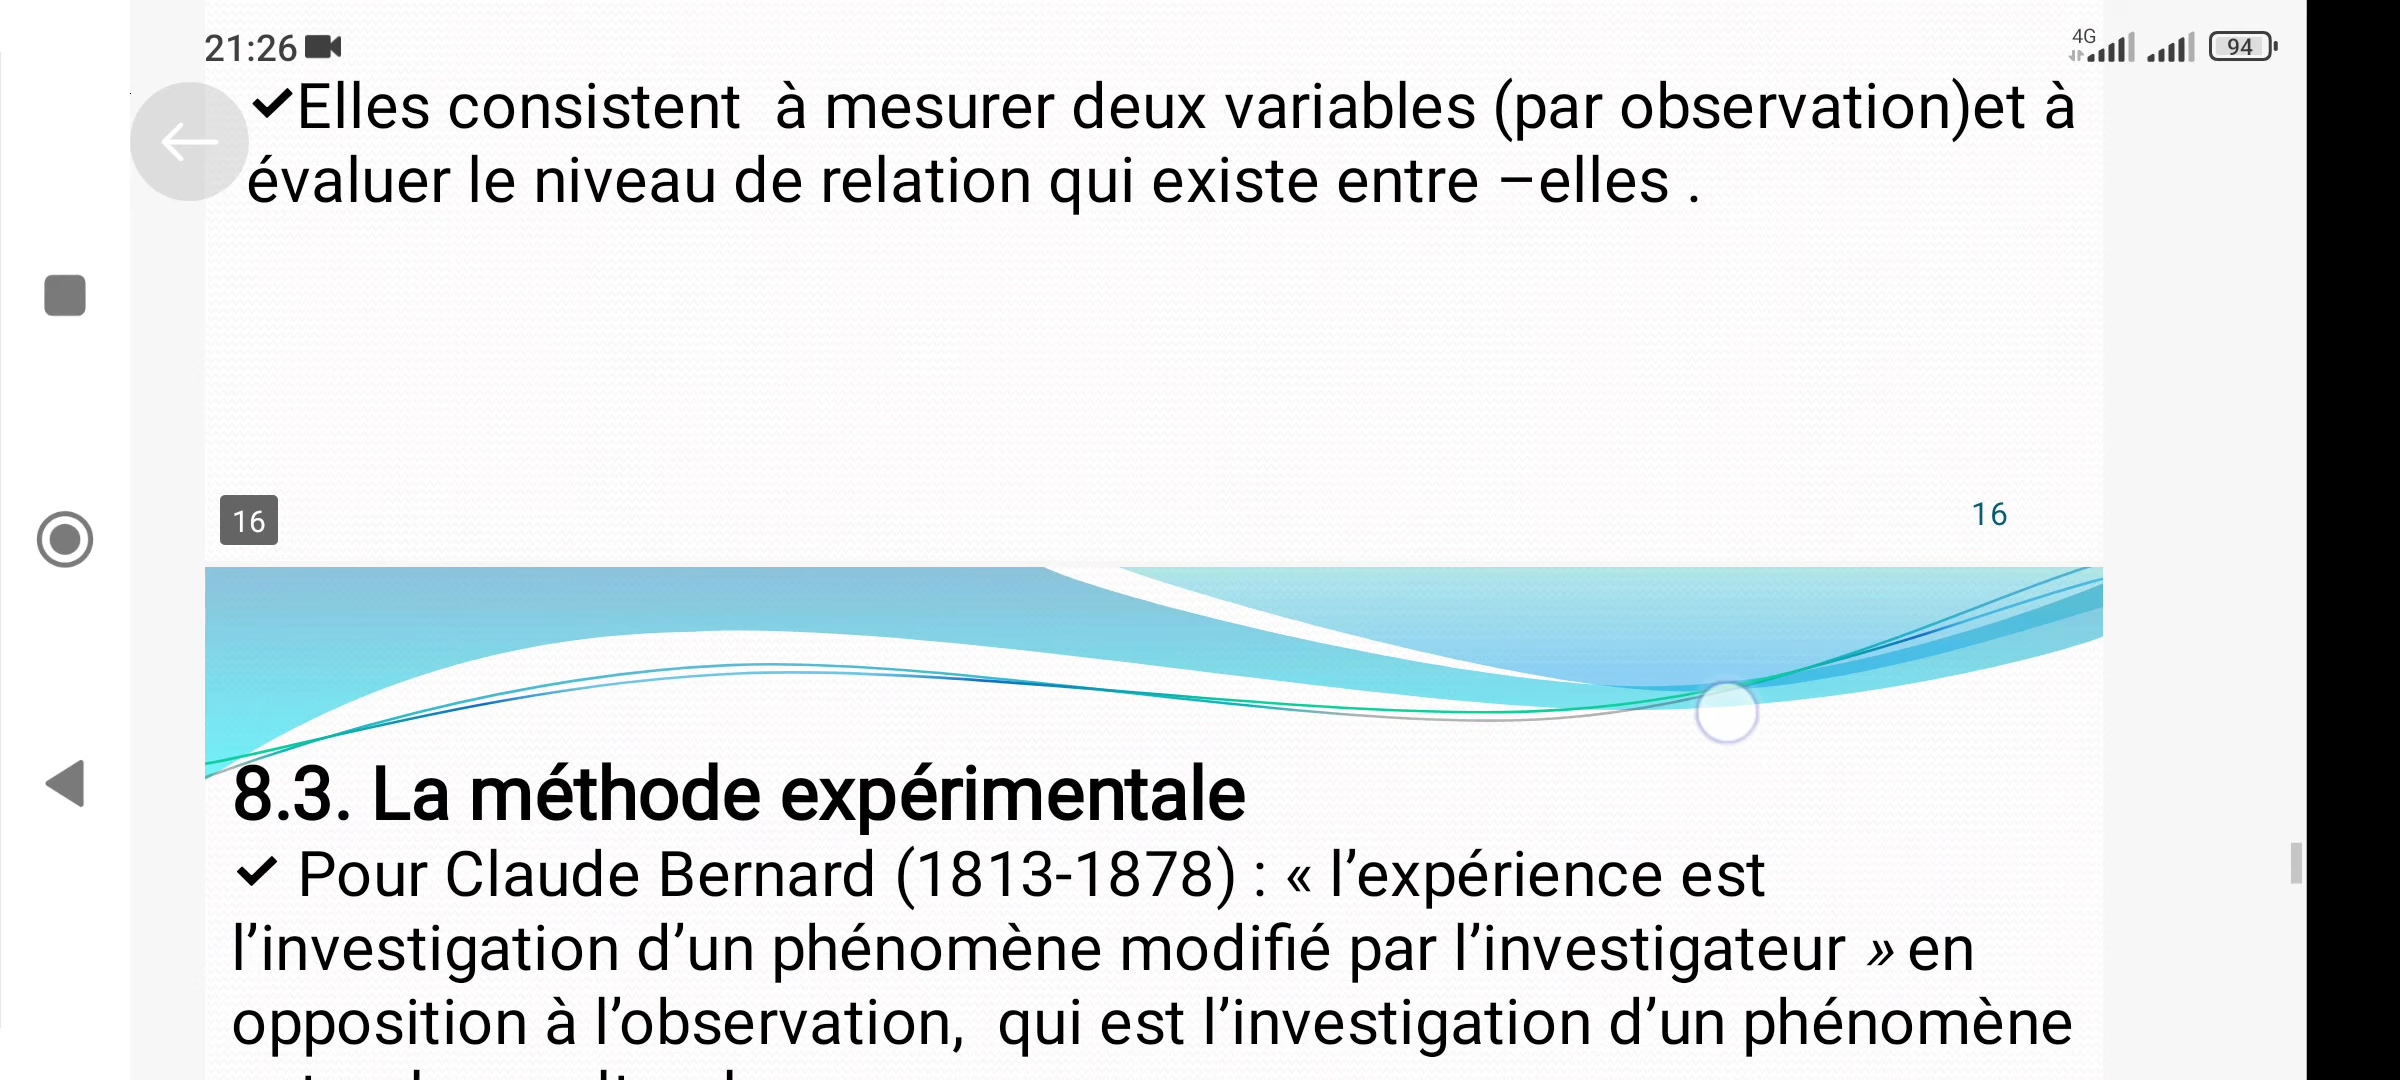 21:26
4G
94
✔Elles consistent à mesurer deux variables (par observation)et à
évaluer le niveau de relation qui existe entre –elles .
16
16
8.3. La méthode expérimentale
✔ Pour Claude Bernard (1813-1878) : « l’expérience est
l’investigation d’un phénomène modifié par l’investigateur » en
opposition à l’observation, qui est l’investigation d’un phénomène